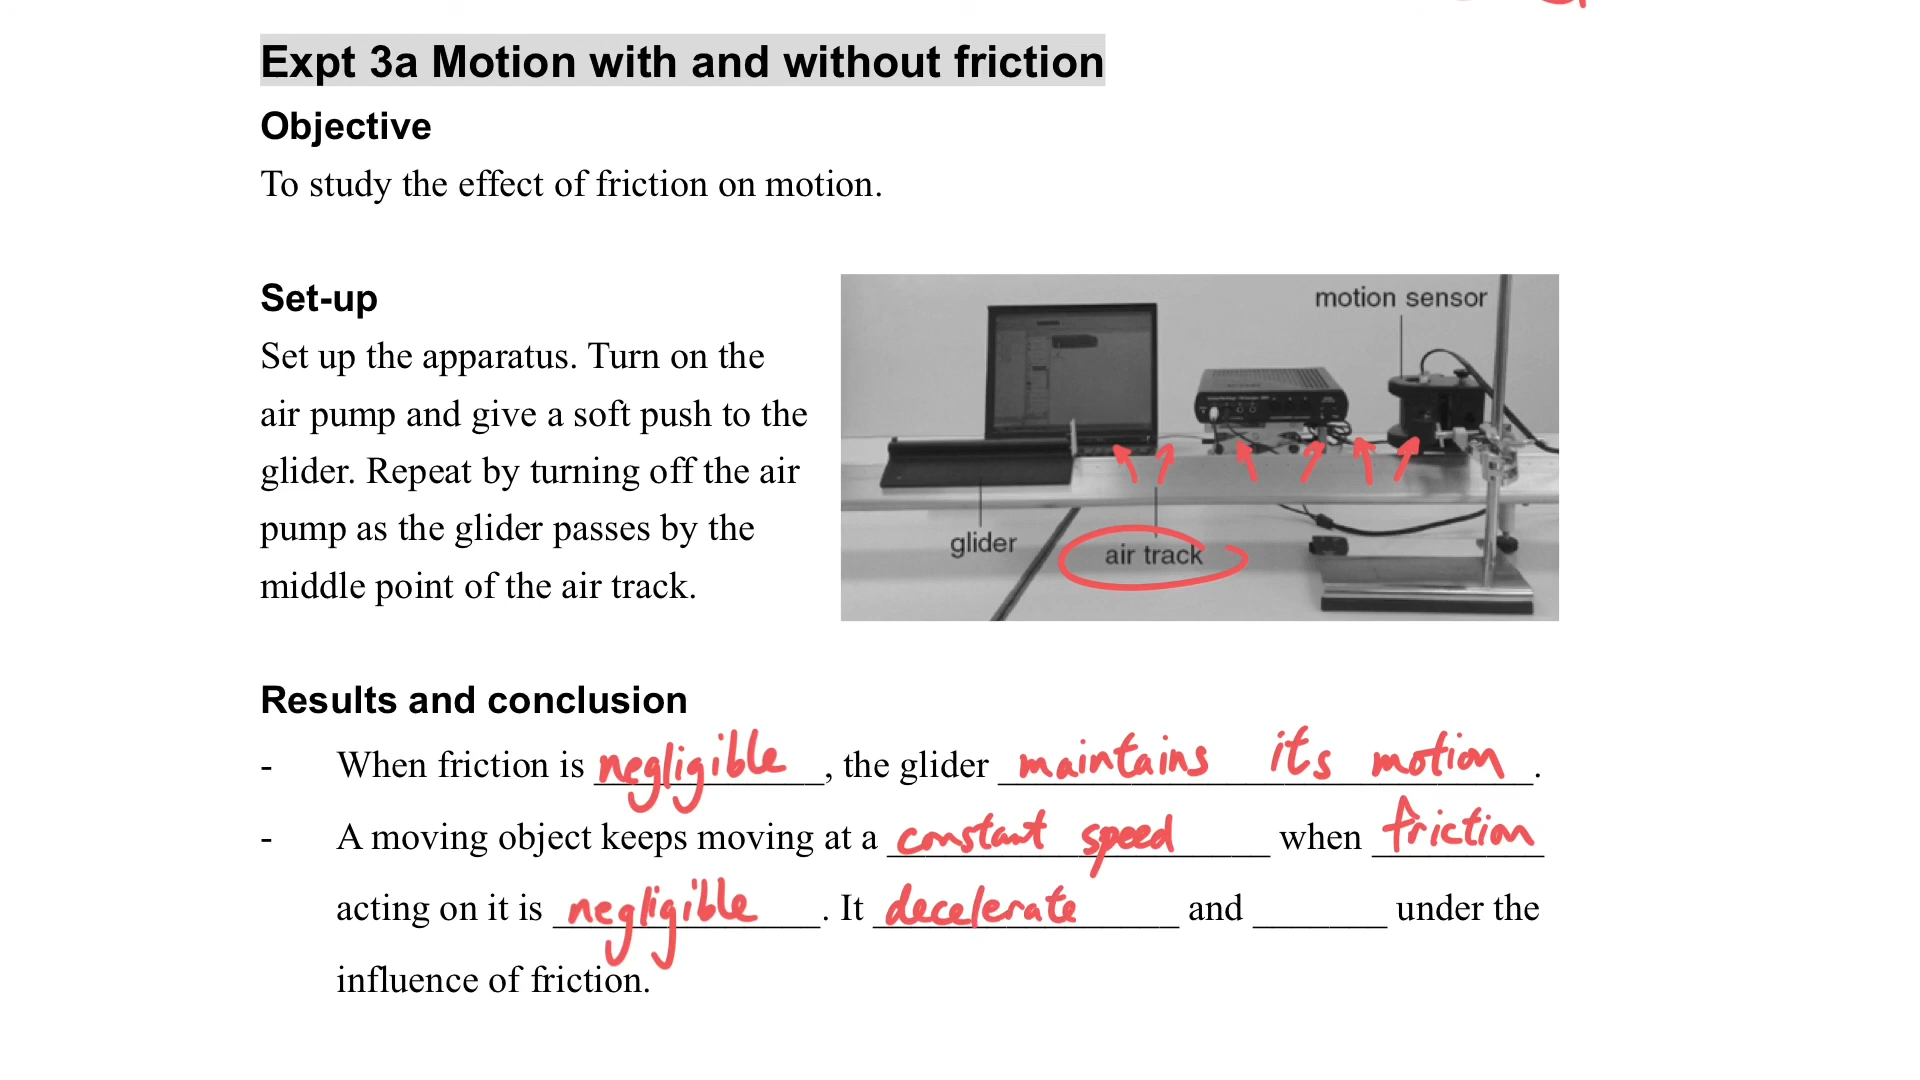 Expt 3a Motion with and without friction
Objective
To study the effect of friction on motion.
Set-up
Set up the apparatus. Turn on the
air pump and give a soft push to the
glider. Repeat by turning off the air
pump as the glider passes by the
middle point of the air track.
motion sensor
glider
air track
Results and conclusion
- When friction is negligible, the glider maintains its motion.
- A moving object keeps moving at a constant speed when friction
acting on it is negligible. It decelerate and _______ under the
influence of friction.